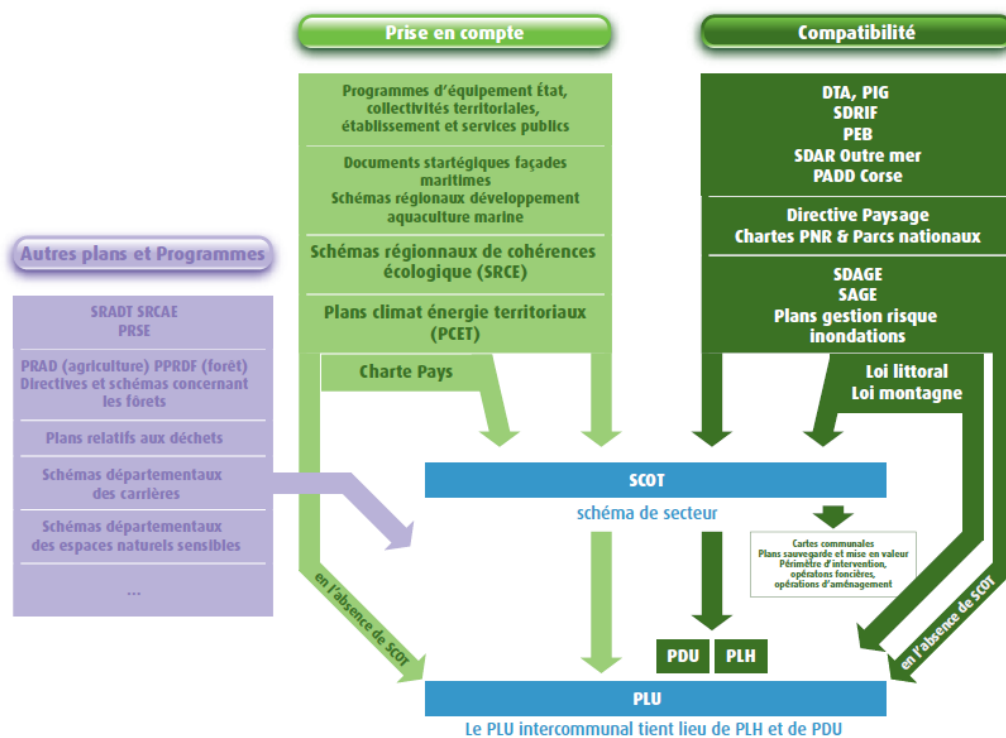 Prise en compte
Compatibilité
Programmes d'équipement État,
collectivités territoriales,
établissement et services publics
Documents startégiques façades
maritimes
Schémas régionaux développement
aquaculture marine
Schémas régionnaux de cohérences
écologique (SRCE)
Plans climat énergie territoriaux
(PCET)
Charte Pays
DTA, PIG
SDRIF
PEB
SDAR Outre mer
PADD Corse
Directive Paysage
Chartes PNR & Parcs nationaux
SDAGE
SAGE
Plans gestion risque
inondations
Loi littoral
Loi montagne
Autres plans et Programmes
SRADT SRCAE
PRSE
PRAD (agriculture) PPRDF (forêt)
Directives et schémas concernant
les fôrets
Plans relatifs aux déchets
Schémas départementaux
des carrières
Schémas départementaux
des espaces naturels sensibles
...
SCOT
schéma de secteur
Cartes communales
Plans sauvegarde et mise en valeur
Périmètre d'intervention,
opératons foncières,
opérations d'aménagement
en l'absence de SCOT
en l'absence de SCOT
PDU
PLH
PLU
Le PLU intercommunal tient lieu de PLH et de PDU